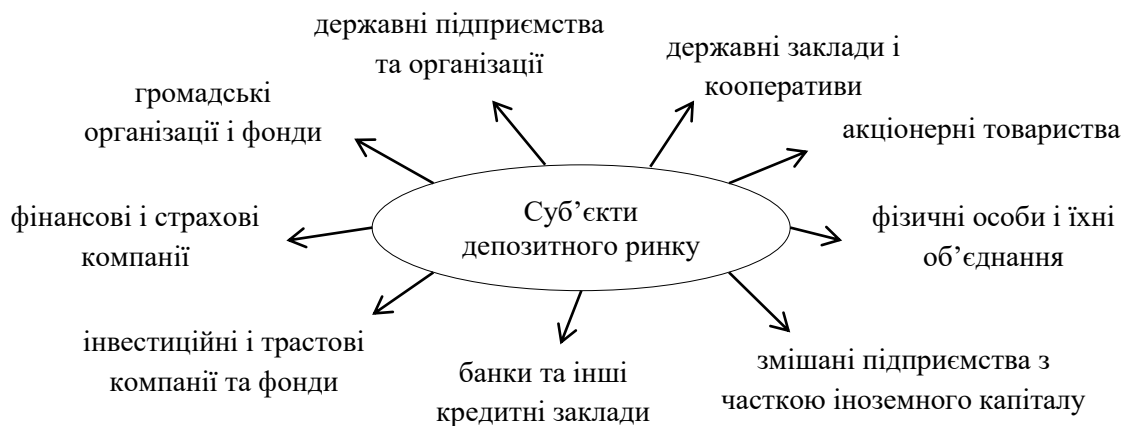 державні підприємства
та організації
державні заклади і
кооперативи
громадські
організації і фонди
акціонерні товариства
фінансові і страхові
компанії
Суб’єкти
депозитного ринку
фізичні особи і їхні
об’єднання
інвестиційні і трастові
компанії та фонди
банки та інші
кредитні заклади
змішані підприємства з
часткою іноземного капіталу